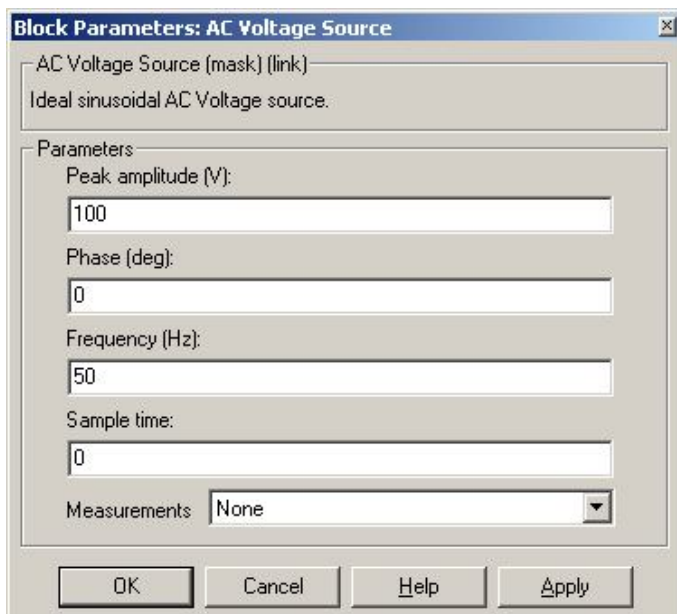 Block Parameters: AC Voltage Source
AC Voltage Source (mask) (link)
Ideal sinusoidal AC Voltage source.
Parameters
Peak amplitude (V):
100
Phase (deg):
0
Frequency (Hz):
50
Sample time:
0
Measurements None
OK Cancel Help Apply